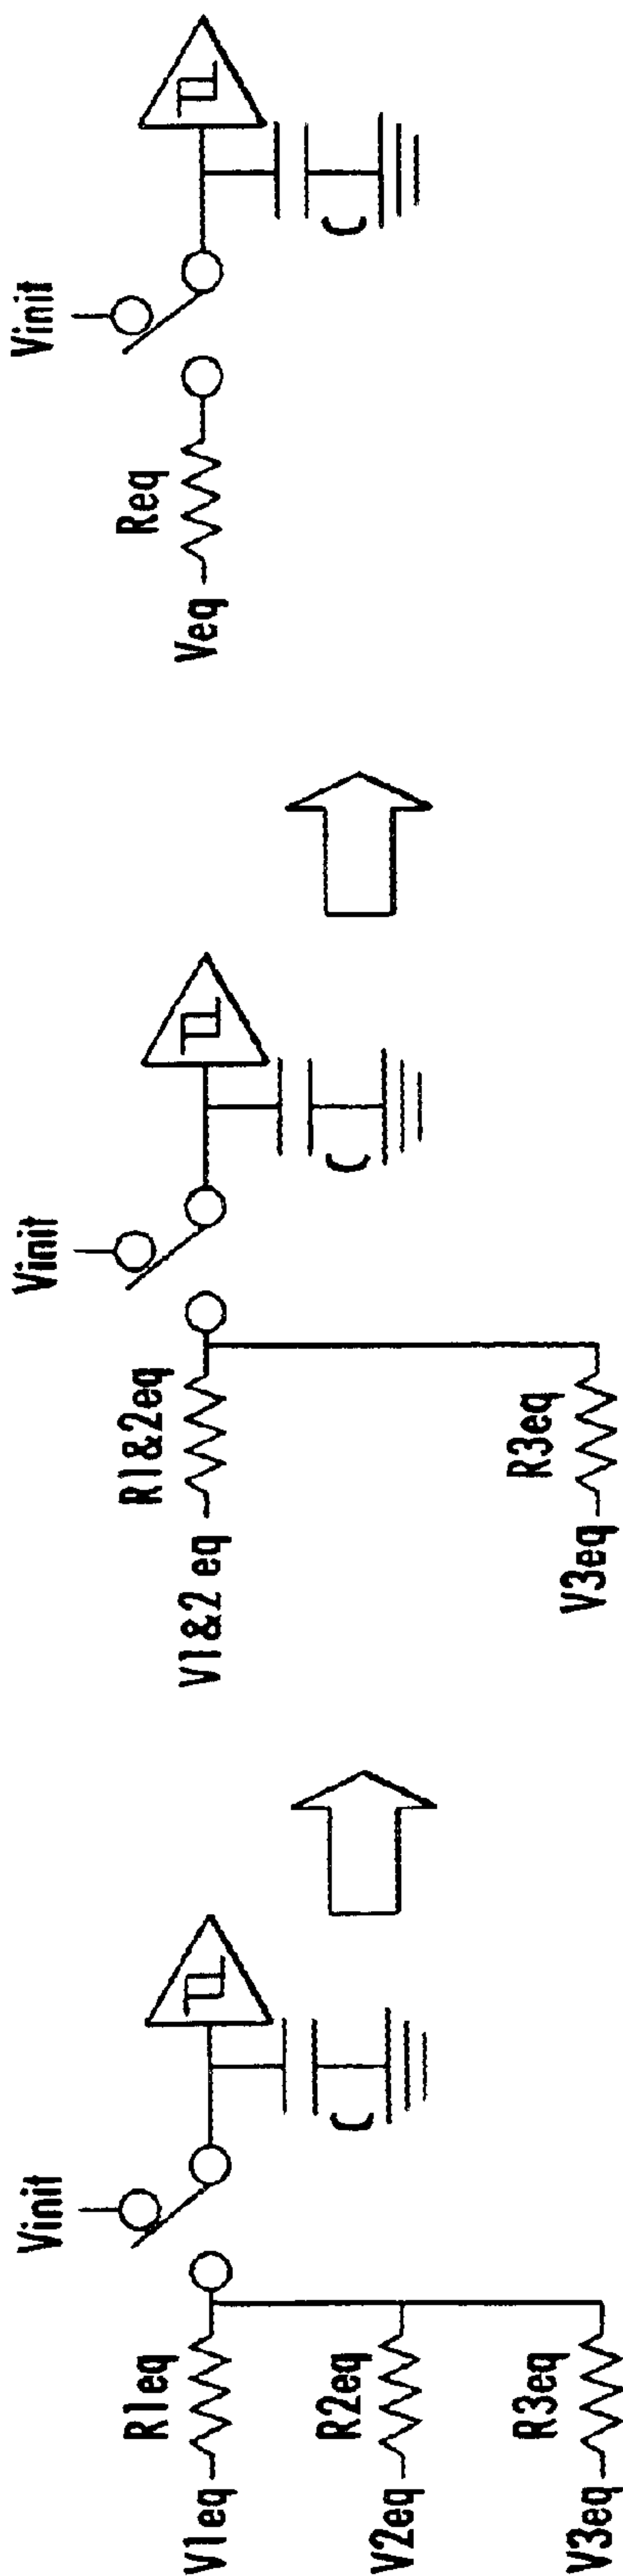 V1eq
R1eq
V2eq
R2eq
V3eq
R3eq
Vinit
C
V1&2 eq
R1&2eq
V3eq
R3eq
Vinit
C
Veq
Req
Vinit
C